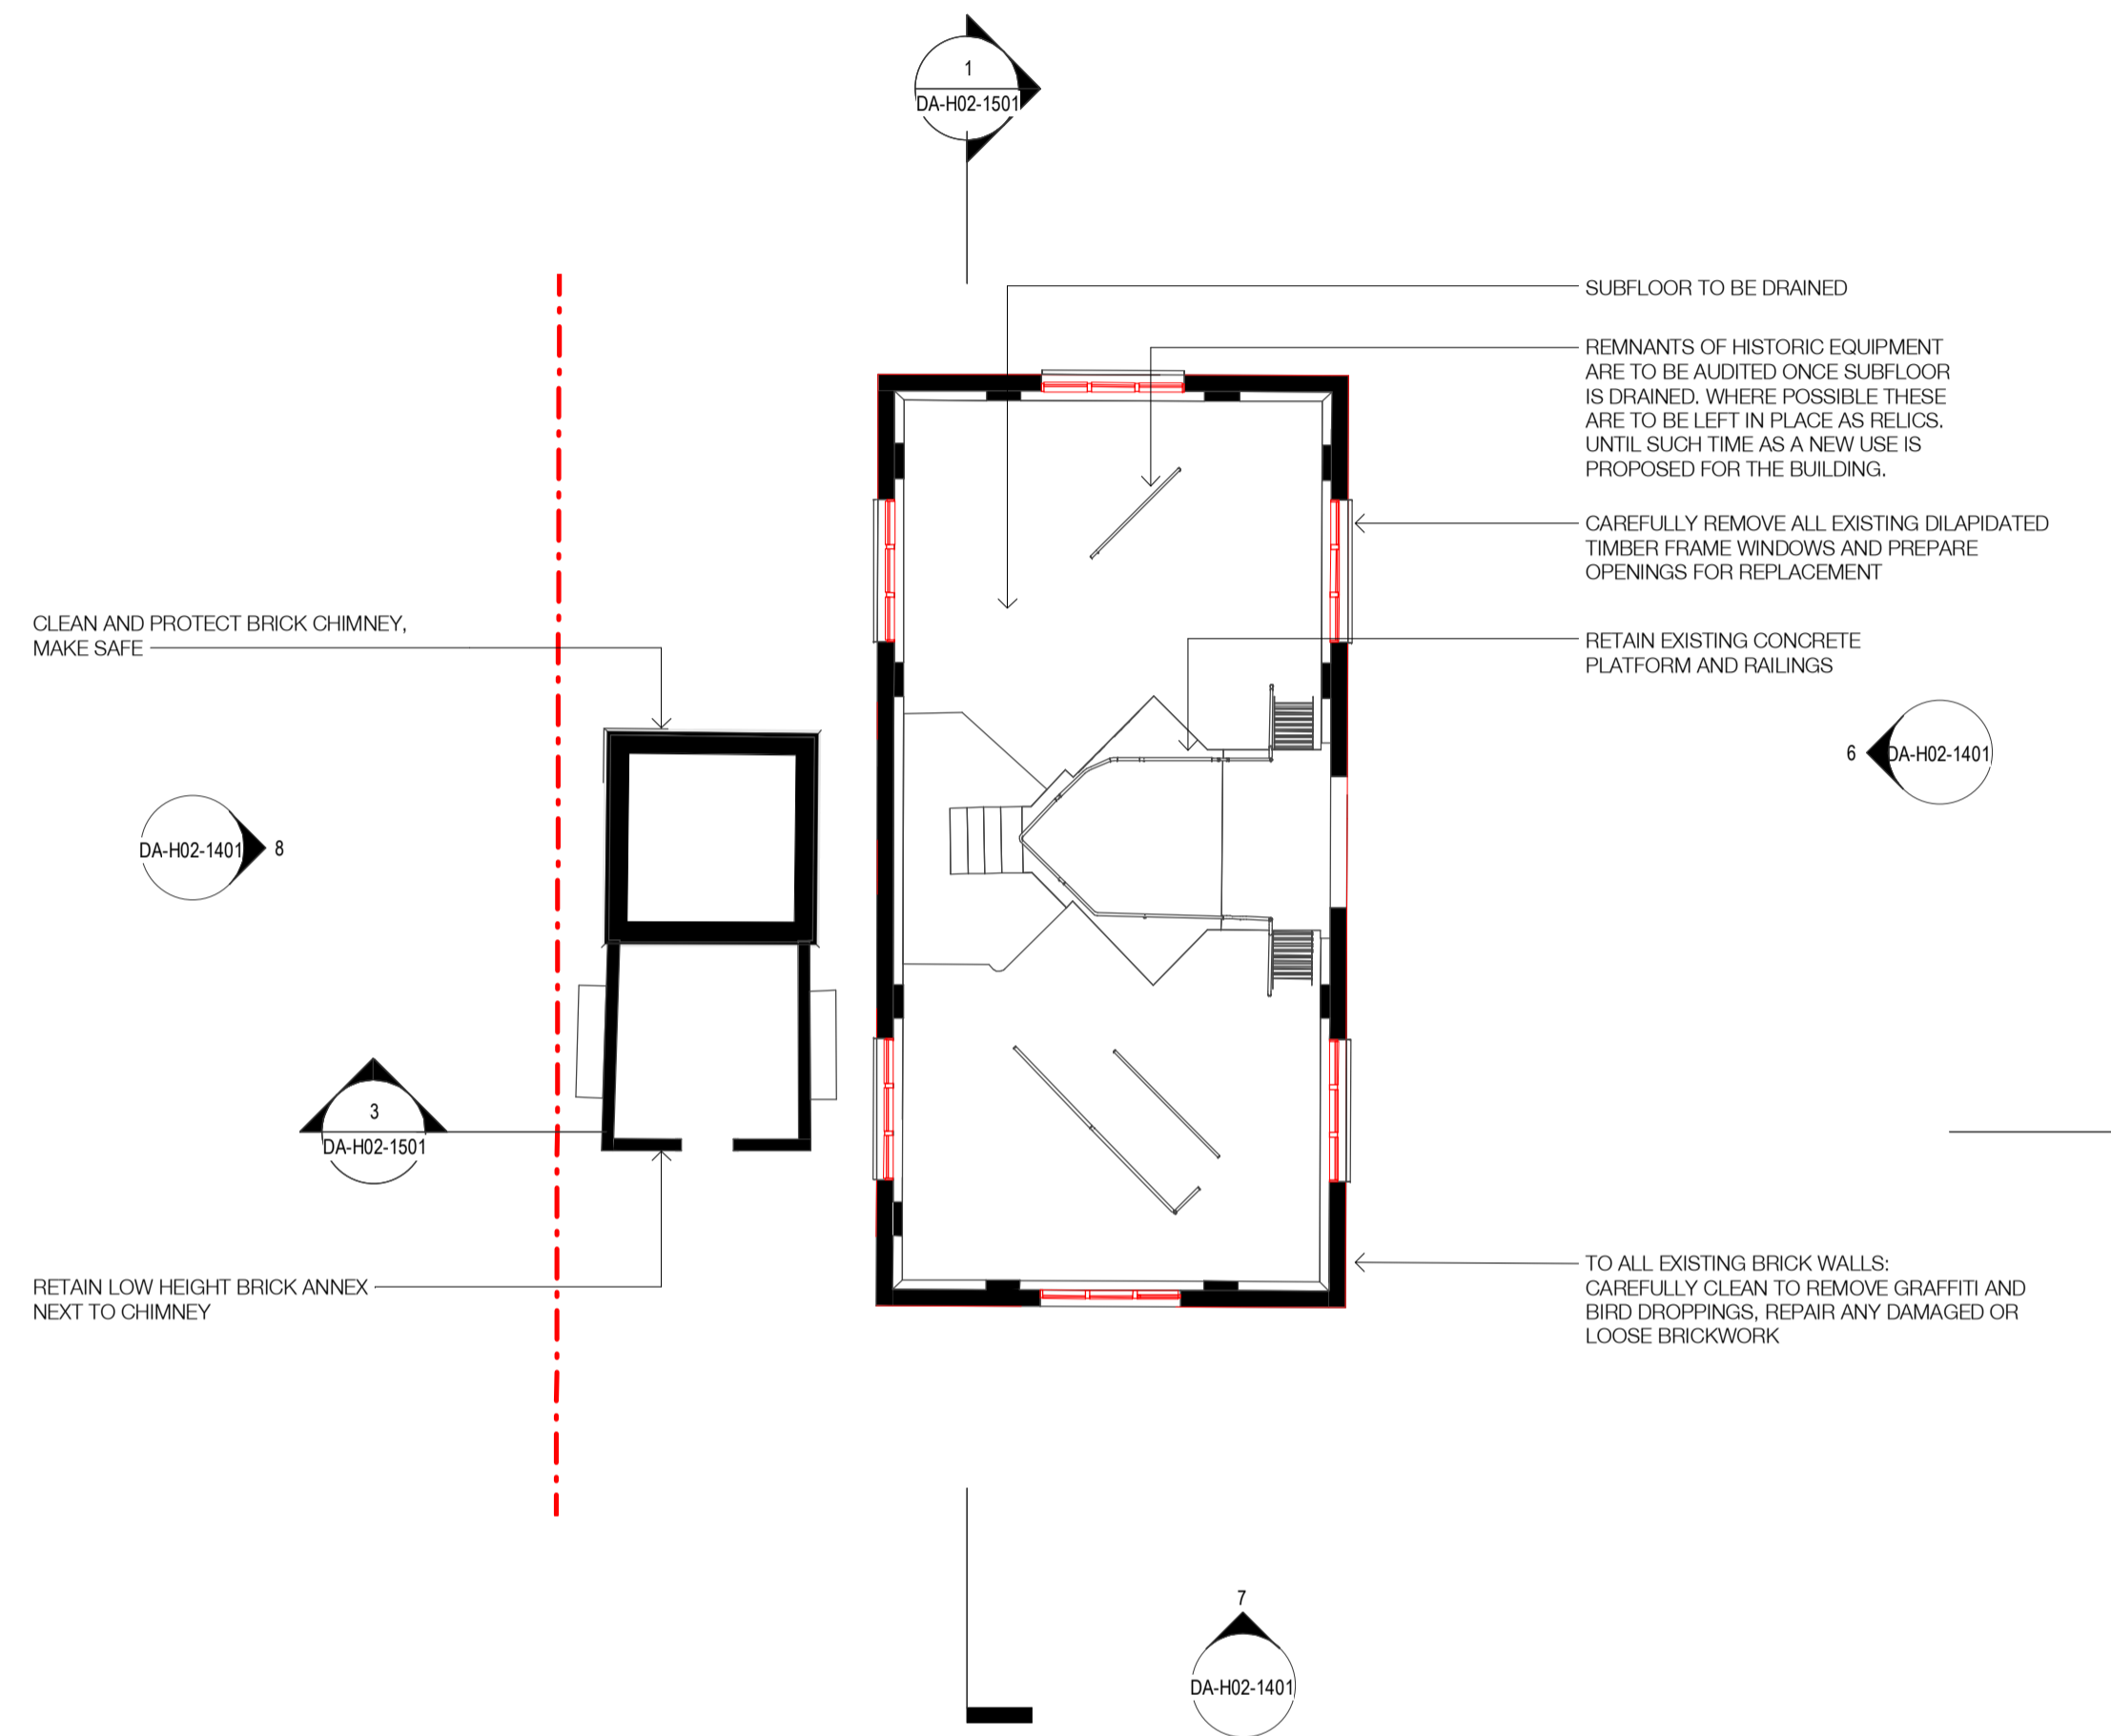 1
DA-H02-1501
SUBFLOOR TO BE DRAINED
REMNANTS OF HISTORIC EQUIPMENT
ARE TO BE AUDITED ONCE SUBFLOOR
IS DRAINED. WHERE POSSIBLE THESE
ARE TO BE LEFT IN PLACE AS RELICS.
UNTIL SUCH TIME AS A NEW USE IS
PROPOSED FOR THE BUILDING.
CAREFULLY REMOVE ALL EXISTING DILAPIDATED
TIMBER FRAME WINDOWS AND PREPARE
OPENINGS FOR REPLACEMENT
CLEAN AND PROTECT BRICK CHIMNEY,
MAKE SAFE
RETAIN EXISTING CONCRETE
PLATFORM AND RAILINGS
6 DA-H02-1401
DA-H02-1401 8
3
DA-H02-1501
RETAIN LOW HEIGHT BRICK ANNEX
NEXT TO CHIMNEY
TO ALL EXISTING BRICK WALLS:
CAREFULLY CLEAN TO REMOVE GRAFFITI AND
BIRD DROPPINGS, REPAIR ANY DAMAGED OR
LOOSE BRICKWORK
7
DA-H02-1401